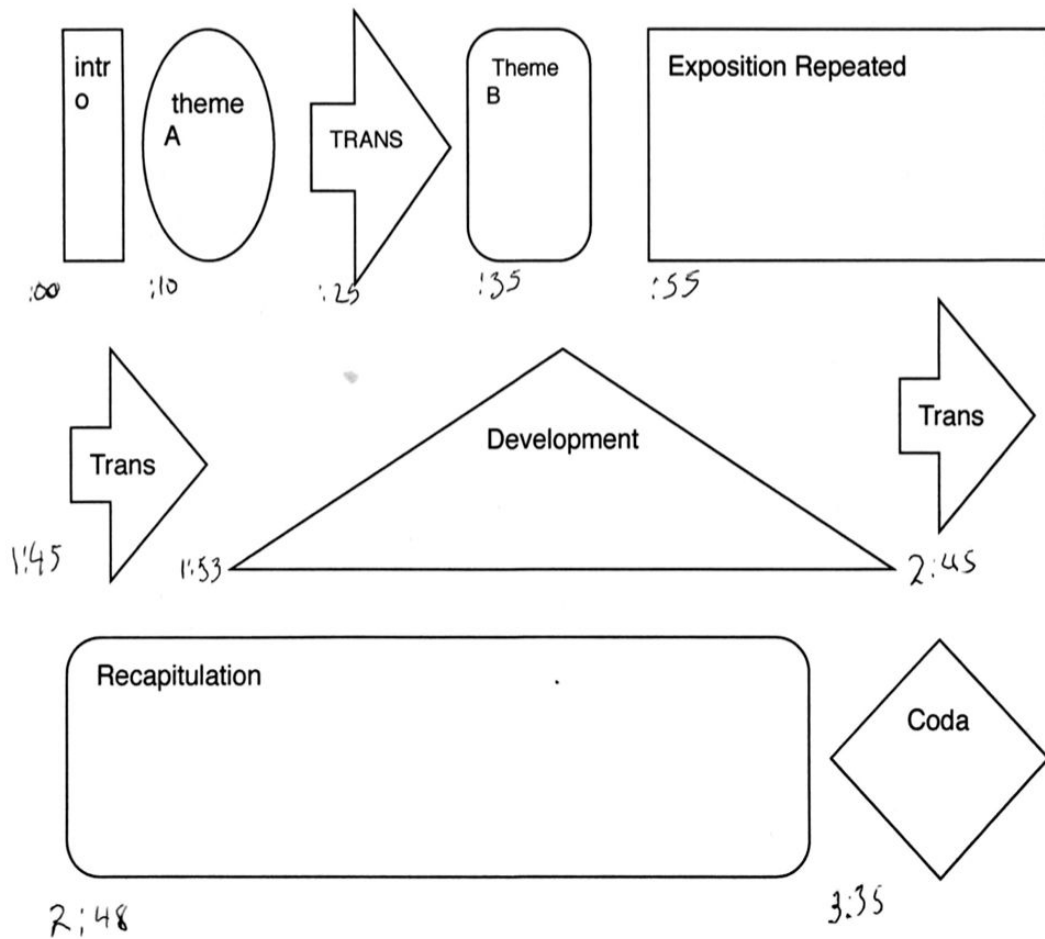 intr
o
theme
A
TRANS
Theme
B
Exposition Repeated
:00
:10
:25
:35
:55
Trans
Development
Trans
1:45
1:53
2:45
Recapitulation
Coda
2:48
3:35